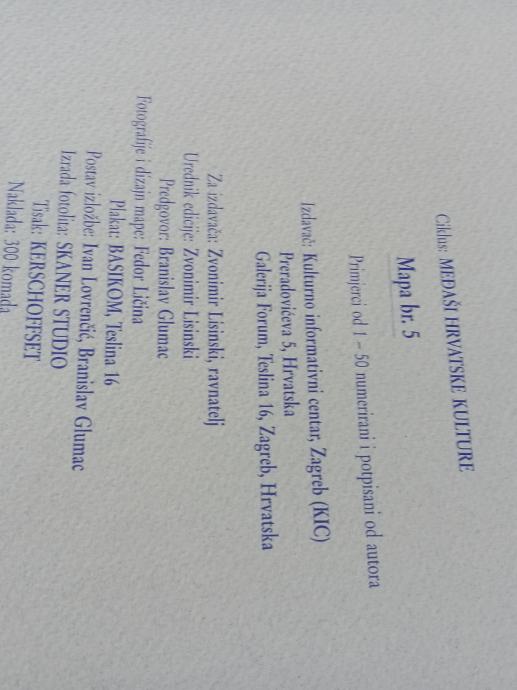 Ciklus: MEĐAŠI HRVATSKE KULTURE
Mapa br. 5
Primjerci od 1 – 50 numerirani i potpisani od autora
Izdavač: Kulturno informativni centar, Zagreb (KIC)
Preradovićeva 5, Hrvatska
Galerija Forum, Teslina 16, Zagreb, Hrvatska
Za izdavača: Zvonimir Lisinski, ravnatelj
Urednik edicije: Zvonimir Lisinski
Predgovor: Branislav Glumac
Fotografije i dizajn mape: Fedor Ličina
Plakat: BASIKOM, Teslina 16
Postav izložbe: Ivan Lovrenčić, Branislav Glumac
Izrada fotolita: SKANER STUDIO
Tisak: KERSCHOFFSET
Naklada: 300 komada